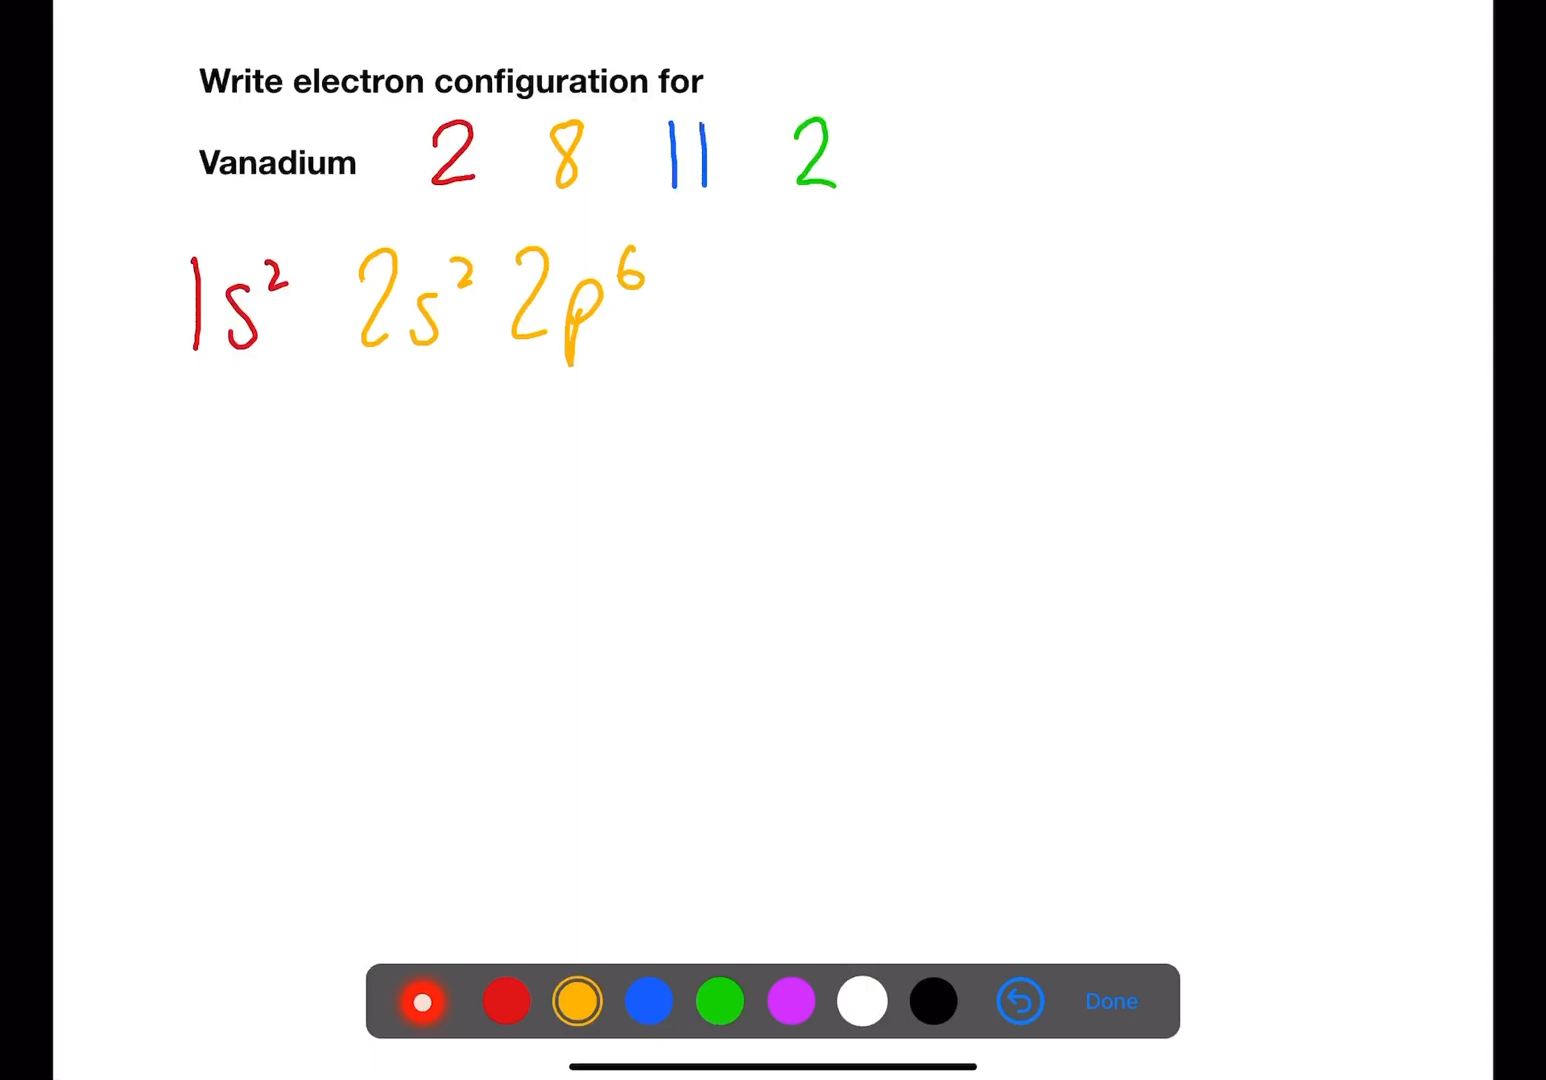 Write electron configuration for
Vanadium 2 8 11 2
1s² 2s² 2p⁶
Done